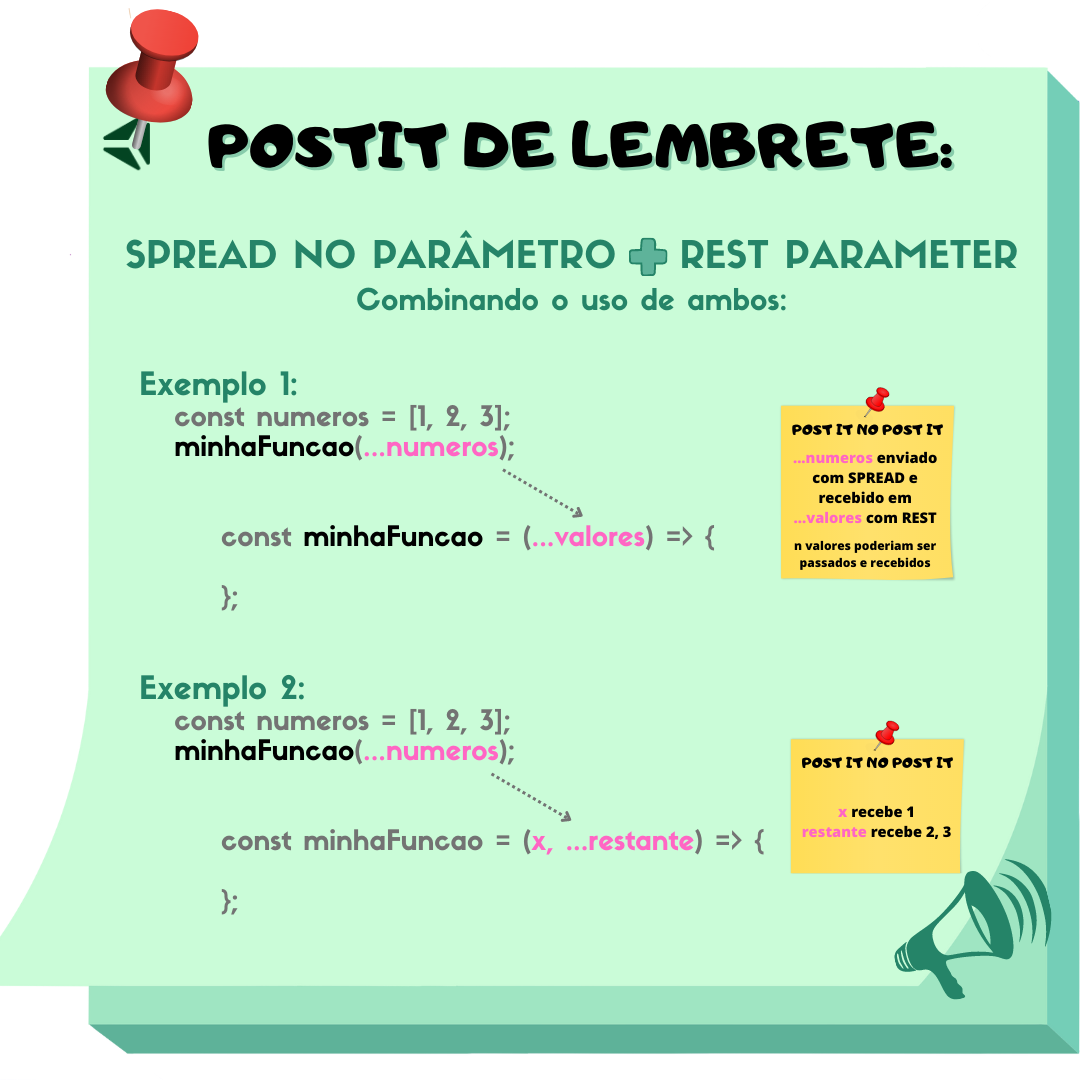 POSTIT DE LEMBRETE:
SPREAD NO PARÂMETRO + REST PARAMETER
Combinando o uso de ambos:
Exemplo 1:
const numeros = [1, 2, 3];
minhaFuncao(...numeros);
const minhaFuncao = (...valores) => {
};
POST IT NO POST IT
...numeros enviado
com SPREAD e
recebido em
...valores com REST
n valores poderiam ser
passados e recebidos
Exemplo 2:
const numeros = [1, 2, 3];
minhaFuncao(...numeros);
const minhaFuncao = (x, ...restante) => {
};
POST IT NO POST IT
x recebe 1
restante recebe 2, 3